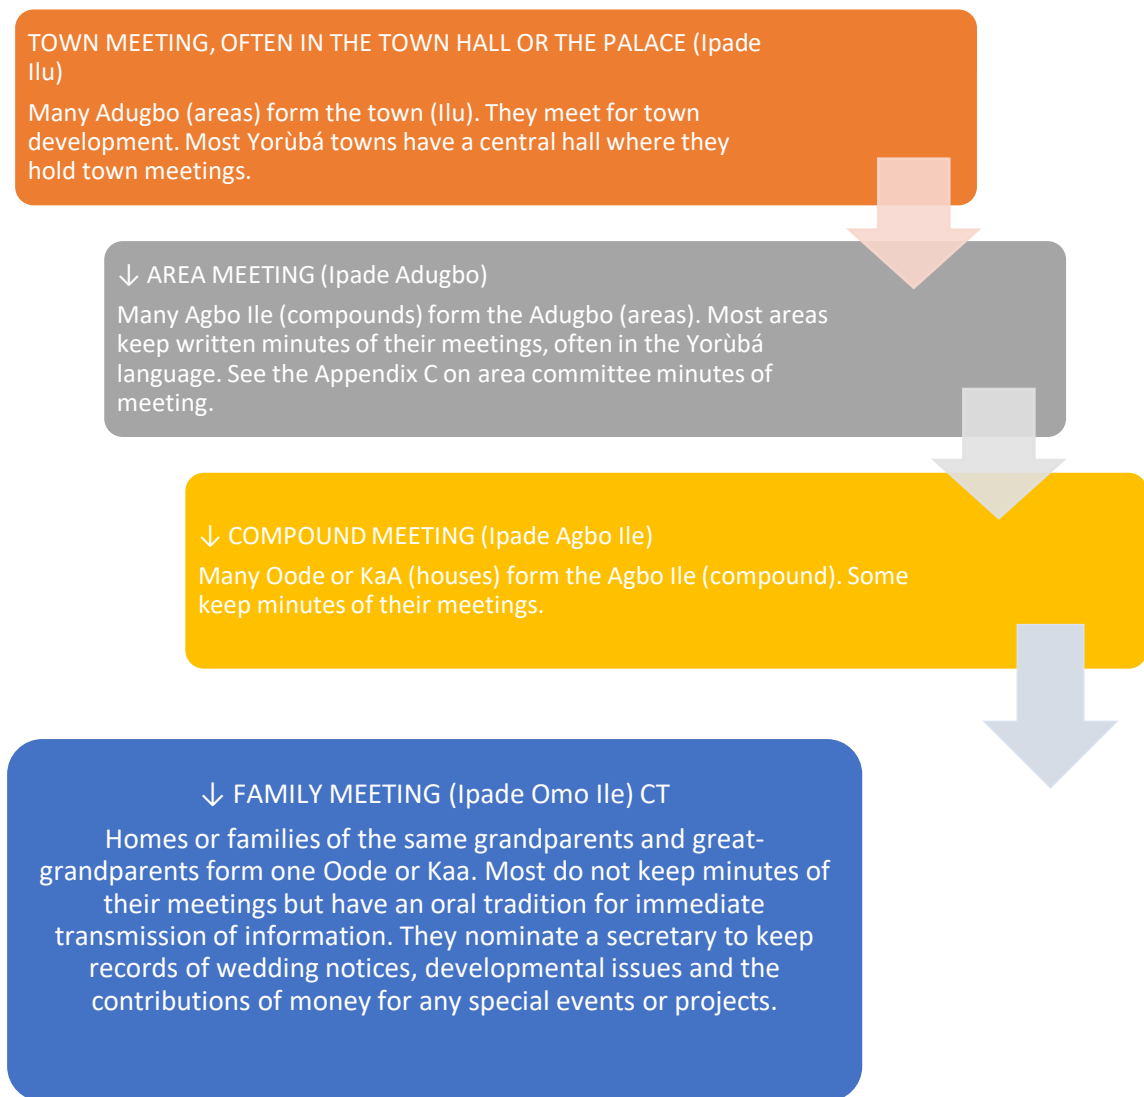 TOWN MEETING, OFTEN IN THE TOWN HALL OR THE PALACE (Ipade
Ilu)
Many Adugbo (areas) form the town (Ilu). They meet for town
development. Most Yorùbá towns have a central hall where they
hold town meetings.
↓ AREA MEETING (Ipade Adugbo)
Many Agbo Ile (compounds) form the Adugbo (areas). Most areas
keep written minutes of their meetings, often in the Yorùbá
language. See the Appendix C on area committee minutes of
meeting.
↓ COMPOUND MEETING (Ipade Agbo Ile)
Many Oode or KaA (houses) form the Agbo Ile (compound). Some
keep minutes of their meetings.
↓ FAMILY MEETING (Ipade Omo Ile) CT
Homes or families of the same grandparents and great-
grandparents form one Oode or Kaa. Most do not keep minutes of
their meetings but have an oral tradition for immediate
transmission of information. They nominate a secretary to keep
records of wedding notices, developmental issues and the
contributions of money for any special events or projects.